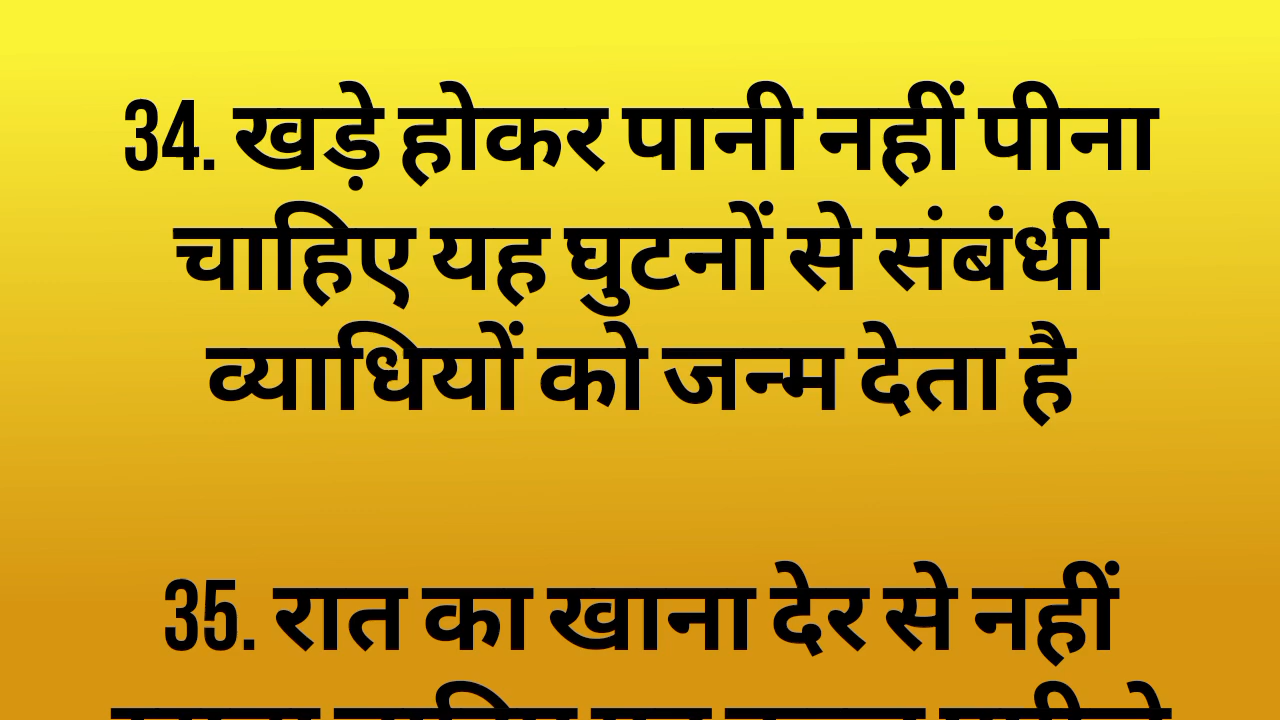 34. खड़े होकर पानी नहीं पीना
चाहिए यह घुटनों से संबंधी
व्याधियों को जन्म देता है
35. रात का खाना देर से नहीं